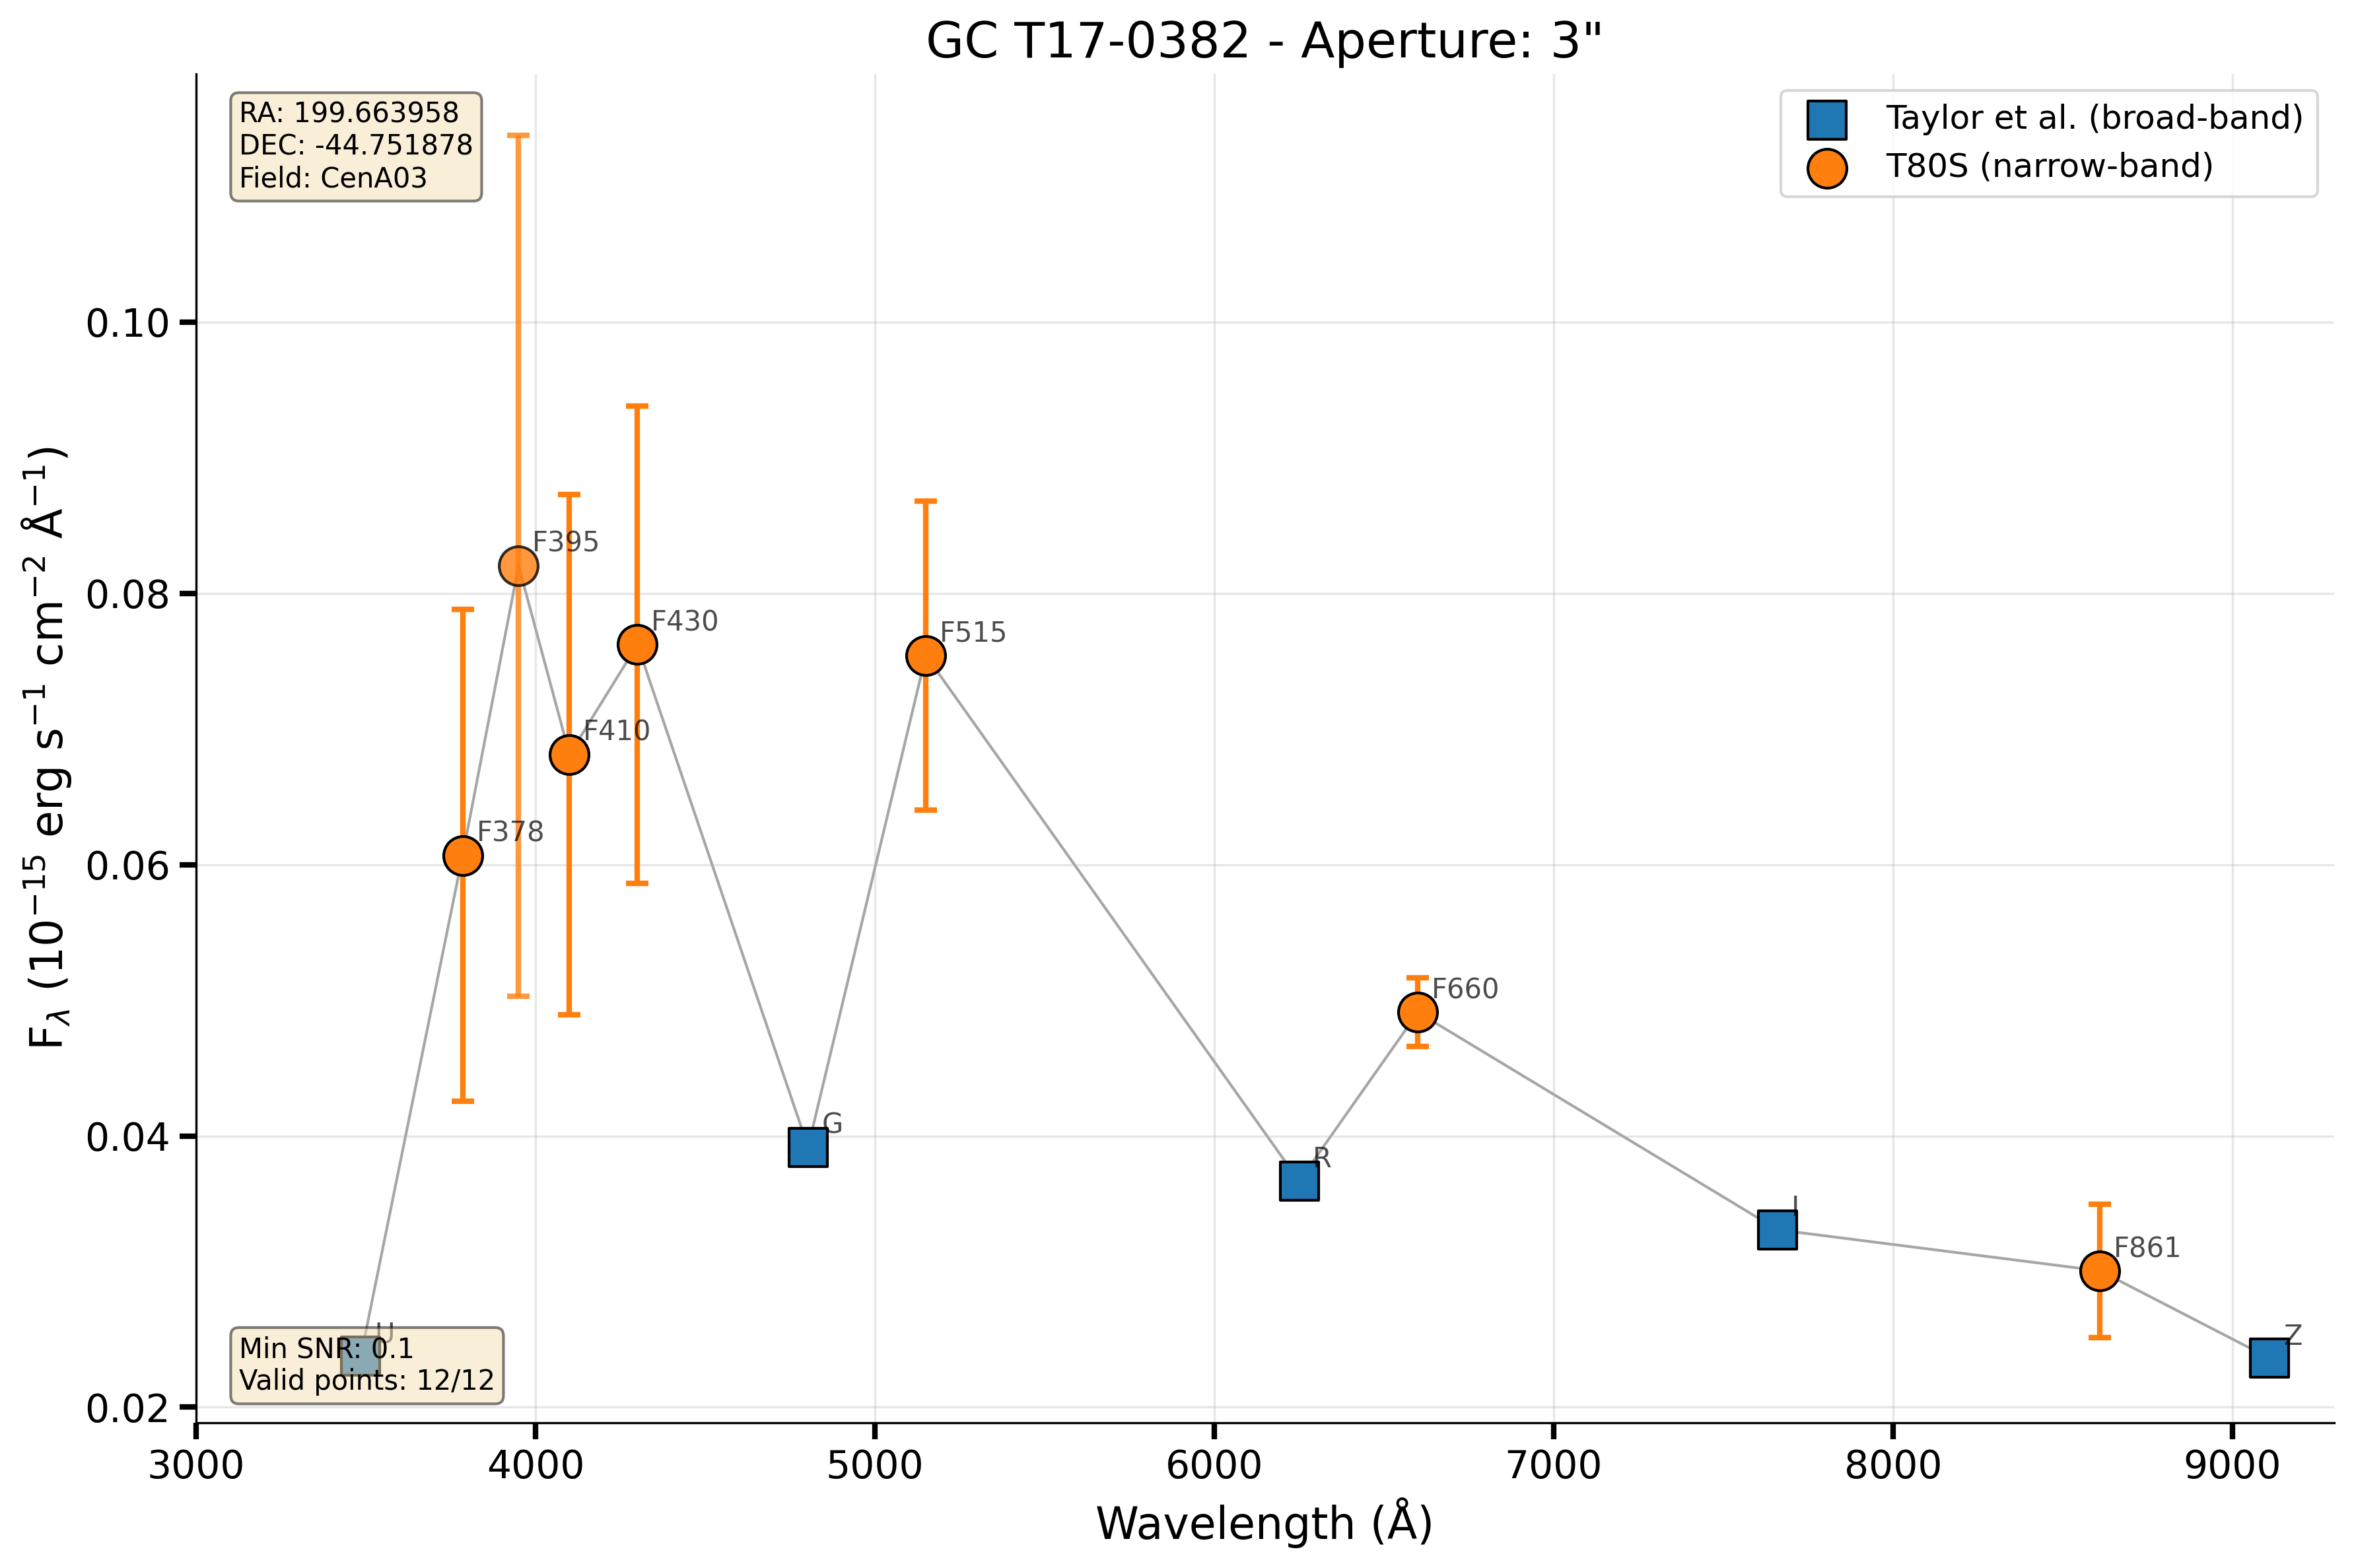 GC T17-0382 - Aperture: 3"
RA: 199.663958
DEC: -44.751878
Field: CenA03
Taylor et al. (broad-band)
T80S (narrow-band)
F395
F430
F515
F410
F378
F660
G
R
I
F861
U
Z
Min SNR: 0.1
Valid points: 12/12
0.10
0.08
0.06
0.04
0.02
F_λ (10⁻¹⁵ erg s⁻¹ cm⁻² Å⁻¹)
3000 4000 5000 6000 7000 8000 9000
Wavelength (Å)